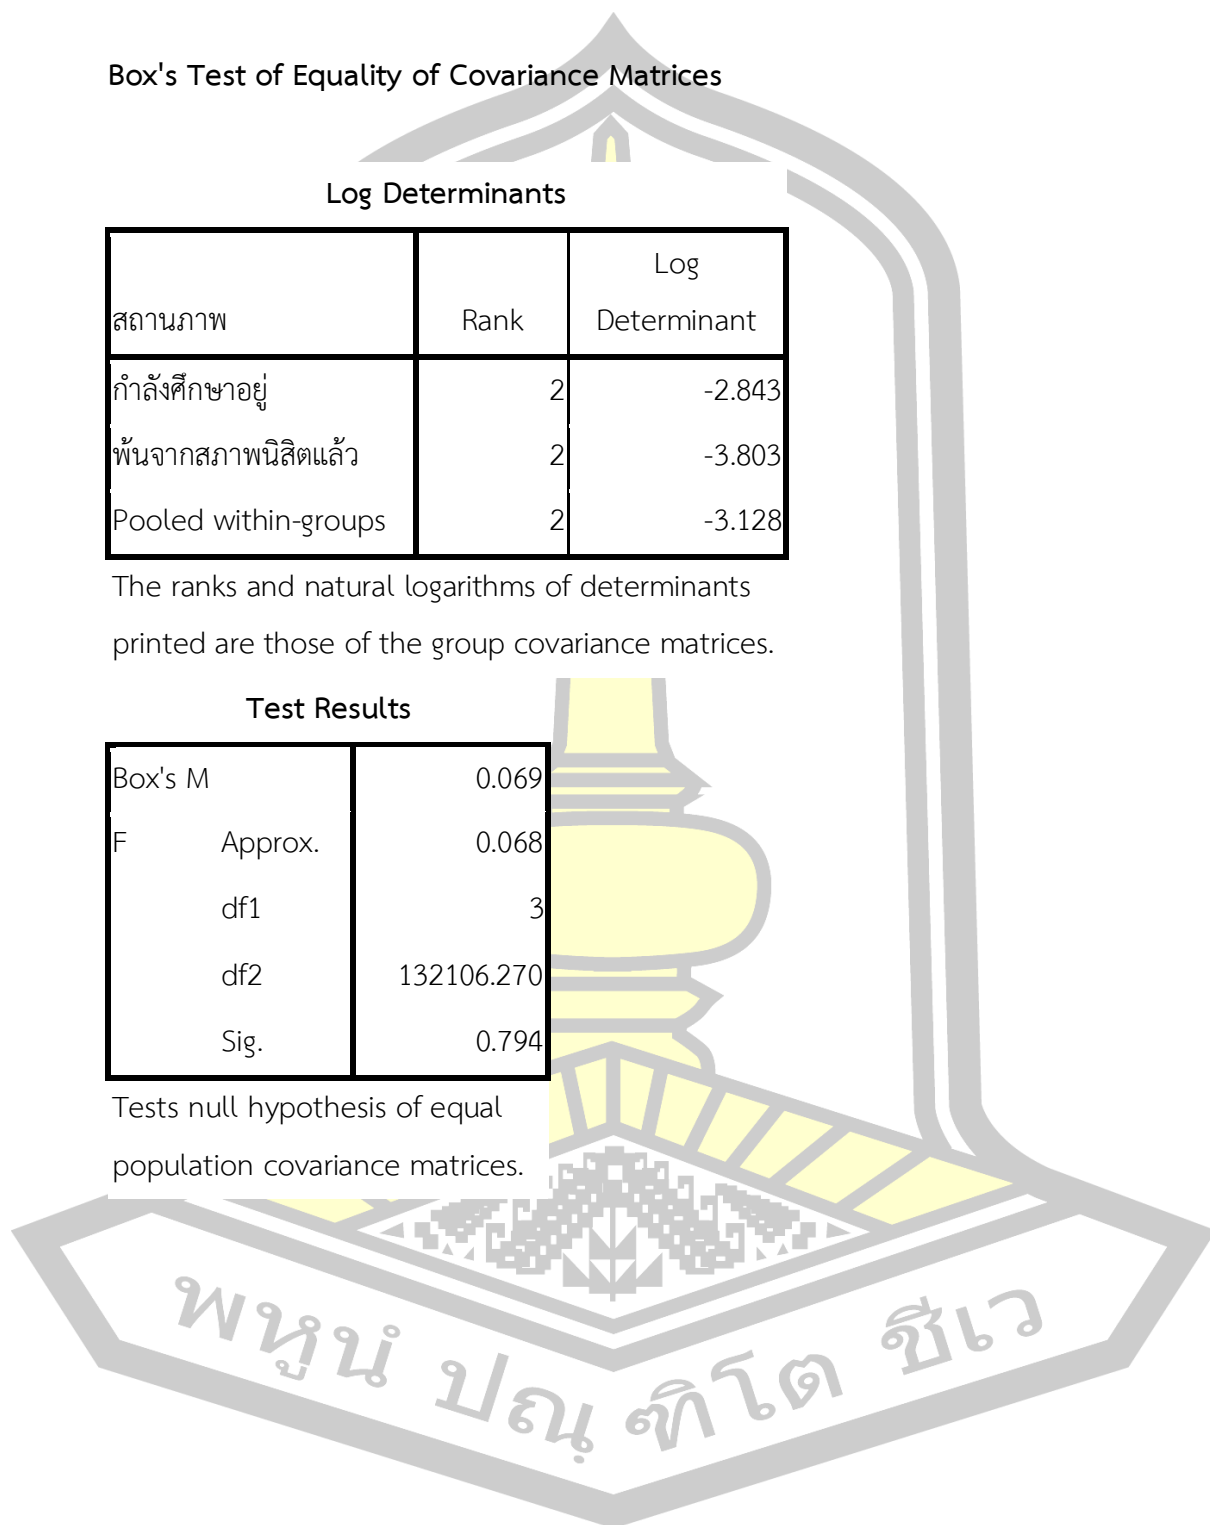 Box's Test of Equality of Covariance Matrices
Log Determinants
สถานภาพ Rank Log Determinant
กำลังศึกษาอยู่ 2 -2.843
พ้นจากสภาพนิสิตแล้ว 2 -3.803
Pooled within-groups 2 -3.128
The ranks and natural logarithms of determinants
printed are those of the group covariance matrices.
Test Results
Box's M 0.069
F Approx. 0.068
df1 3
df2 132106.270
Sig. 0.794
Tests null hypothesis of equal
population covariance matrices.
พหูนํ ปณฺฑิโต ชีเว